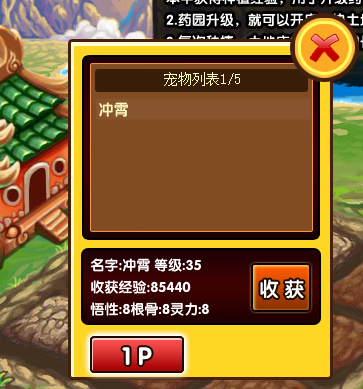 2.药园升级，就可以开
宠物列表1/5
冲霄
名字:冲霄 等级:35
收获经验:85440
悟性:8根骨:8灵力:8
收获
1P